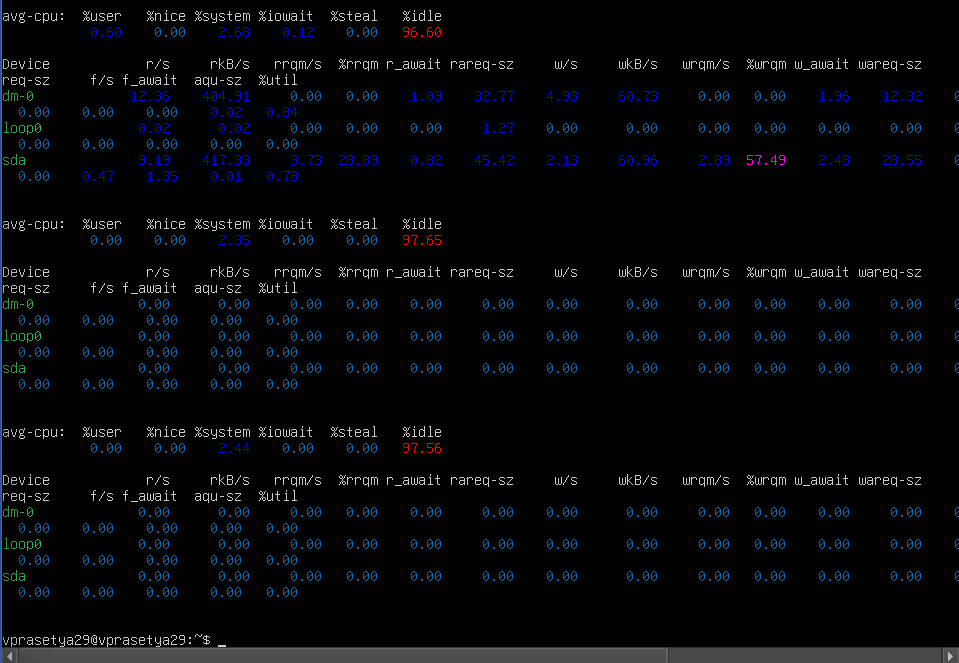 avg-cpu: %user %nice %system %iowait %steal %idle
0.60 0.00 2.68 0.12 0.00 96.60
Device r/s rkB/s rrqm/s %rrqm r_await rareq-sz w/s wkB/s wrqm/s %wrqm w_await wareq-sz
req-sz f/s f_await aqu-sz %util
dm-0 12.36 404.91 0.00 0.00 1.09 32.77 4.93 60.79 0.00 0.00 1.96 12.32
0.00 0.00 0.00 0.02 0.84
loop0 0.02 0.02 0.00 0.00 0.00 1.27 0.00 0.00 0.00 0.00 0.00 0.00
0.00 0.00 0.00 0.00 0.00
sda 9.19 417.33 3.73 28.89 0.82 45.42 2.13 60.96 2.89 57.49 2.48 28.55
0.00 0.47 1.35 0.01 0.78
avg-cpu: %user %nice %system %iowait %steal %idle
0.00 0.00 2.35 0.00 0.00 97.65
Device r/s rkB/s rrqm/s %rrqm r_await rareq-sz w/s wkB/s wrqm/s %wrqm w_await wareq-sz
req-sz f/s f_await aqu-sz %util
dm-0 0.00 0.00 0.00 0.00 0.00 0.00 0.00 0.00 0.00 0.00 0.00 0.00
0.00 0.00 0.00 0.00 0.00
loop0 0.00 0.00 0.00 0.00 0.00 0.00 0.00 0.00 0.00 0.00 0.00 0.00
0.00 0.00 0.00 0.00 0.00
sda 0.00 0.00 0.00 0.00 0.00 0.00 0.00 0.00 0.00 0.00 0.00 0.00
0.00 0.00 0.00 0.00 0.00
avg-cpu: %user %nice %system %iowait %steal %idle
0.00 0.00 2.44 0.00 0.00 97.56
Device r/s rkB/s rrqm/s %rrqm r_await rareq-sz w/s wkB/s wrqm/s %wrqm w_await wareq-sz
req-sz f/s f_await aqu-sz %util
dm-0 0.00 0.00 0.00 0.00 0.00 0.00 0.00 0.00 0.00 0.00 0.00 0.00
0.00 0.00 0.00 0.00 0.00
loop0 0.00 0.00 0.00 0.00 0.00 0.00 0.00 0.00 0.00 0.00 0.00 0.00
0.00 0.00 0.00 0.00 0.00
sda 0.00 0.00 0.00 0.00 0.00 0.00 0.00 0.00 0.00 0.00 0.00 0.00
0.00 0.00 0.00 0.00 0.00
vprasetya29@vprasetya29:~$ _